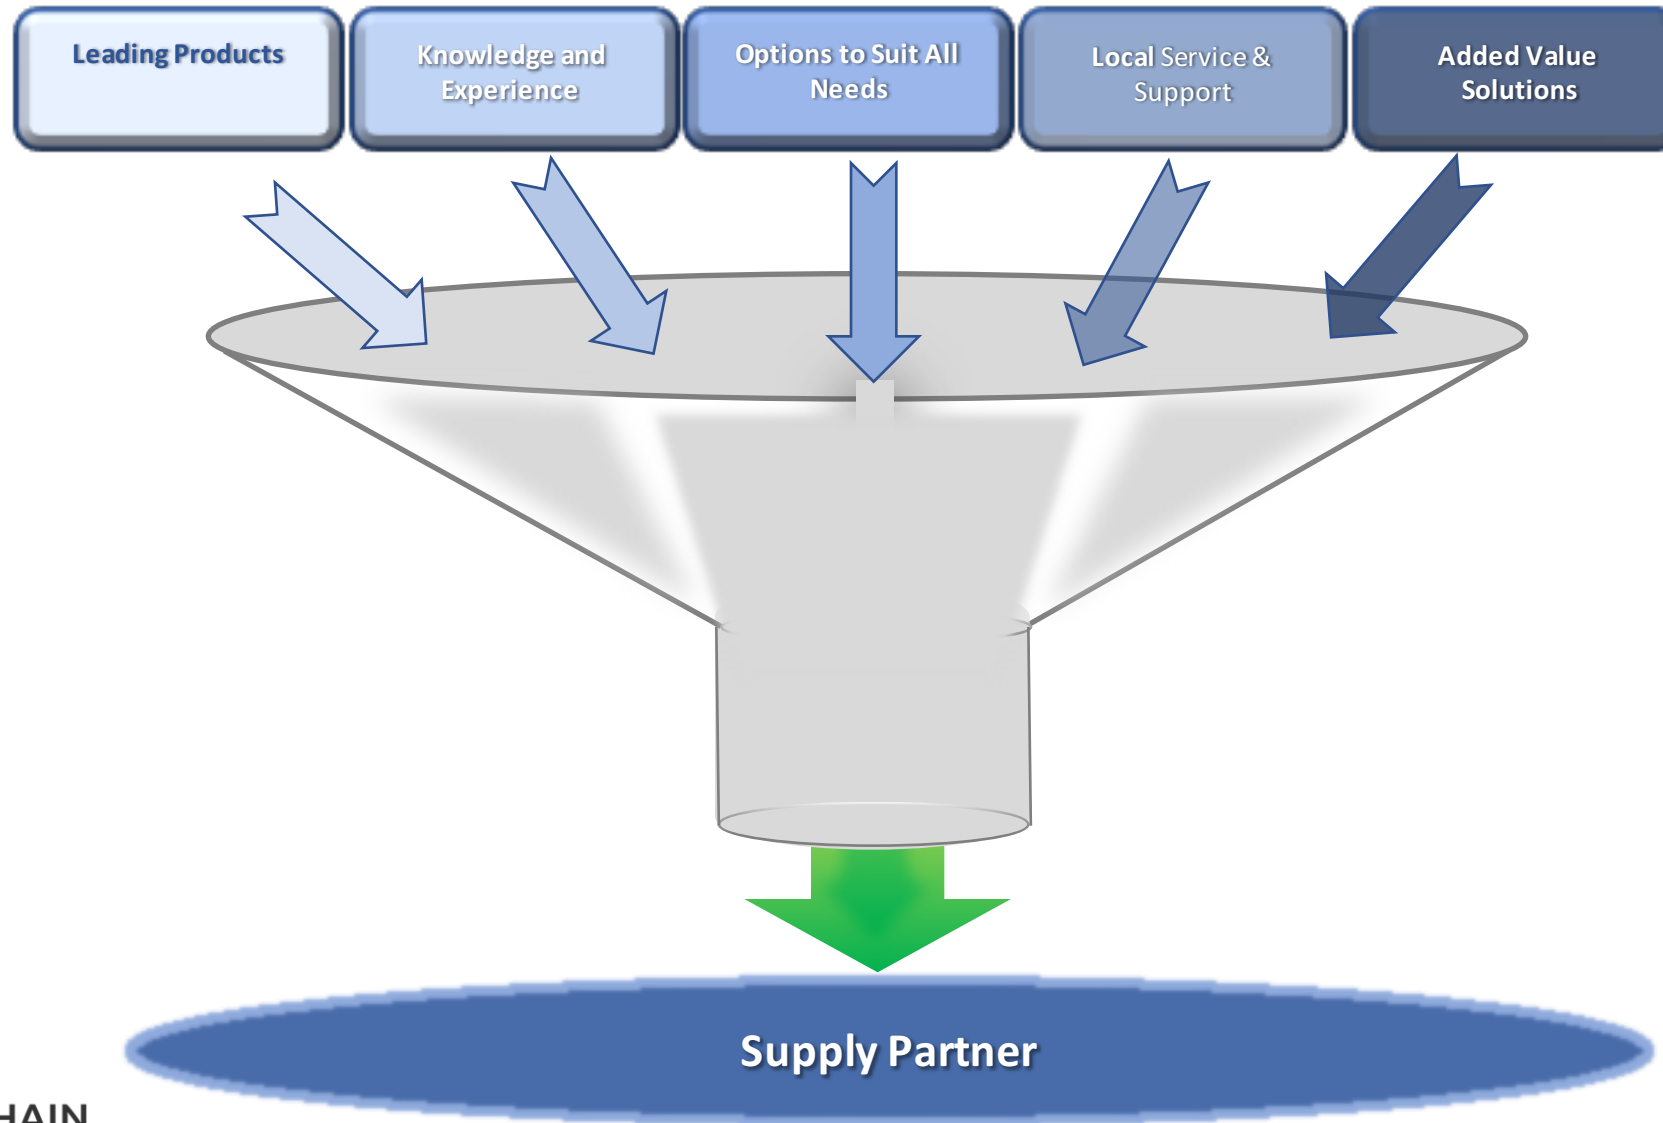 Leading Products
Knowledge and
Experience
Options to Suit All
Needs
Local Service &
Support
Added Value
Solutions
Supply Partner